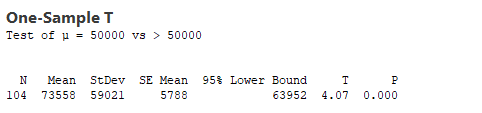 One-Sample T
Test of μ = 50000 vs > 50000
N Mean StDev SE Mean 95% Lower Bound T P
104 73558 59021 5788 63952 4.07 0.000